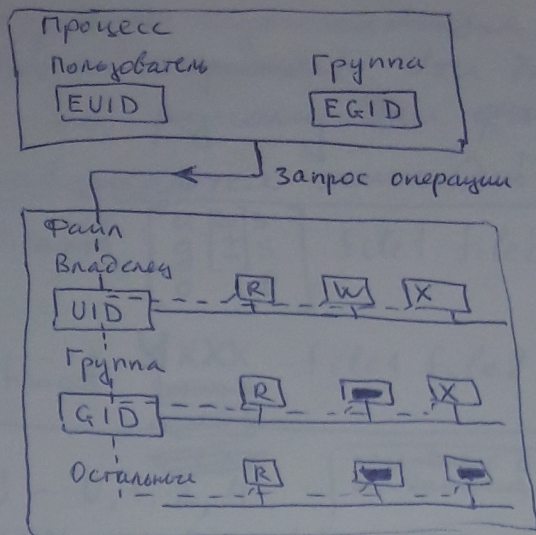 Процесс
Пользователь Группа
EUID EGID
Запрос операции
Файл
Владелец
UID R W X
Группа
GID R X
Остальные
R